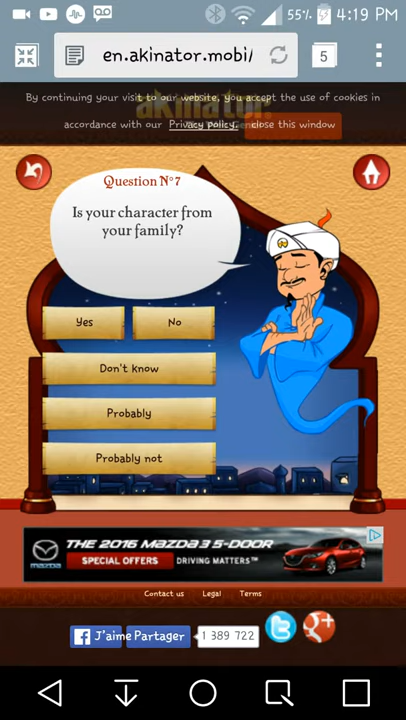 55% 4:19 PM
en.akinator.mobi/
5
By continuing your visit to our website, you accept the use of cookies in
accordance with our Privacy policy. close this window
Question N°7
Is your character from
your family?
Yes No
Don't know
Probably
Probably not
THE 2016 MAZDA 3 5-DOOR
mazda SPECIAL OFFERS DRIVING MATTERS™
Contact us Legal Terms
J'aime Partager 1 389 722
g+